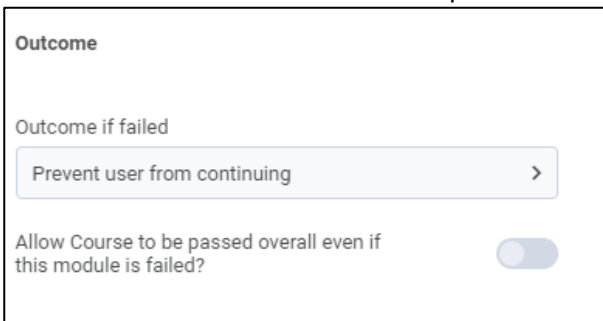 Outcome
Outcome if failed
Prevent user from continuing
Allow Course to be passed overall even if
this module is failed?